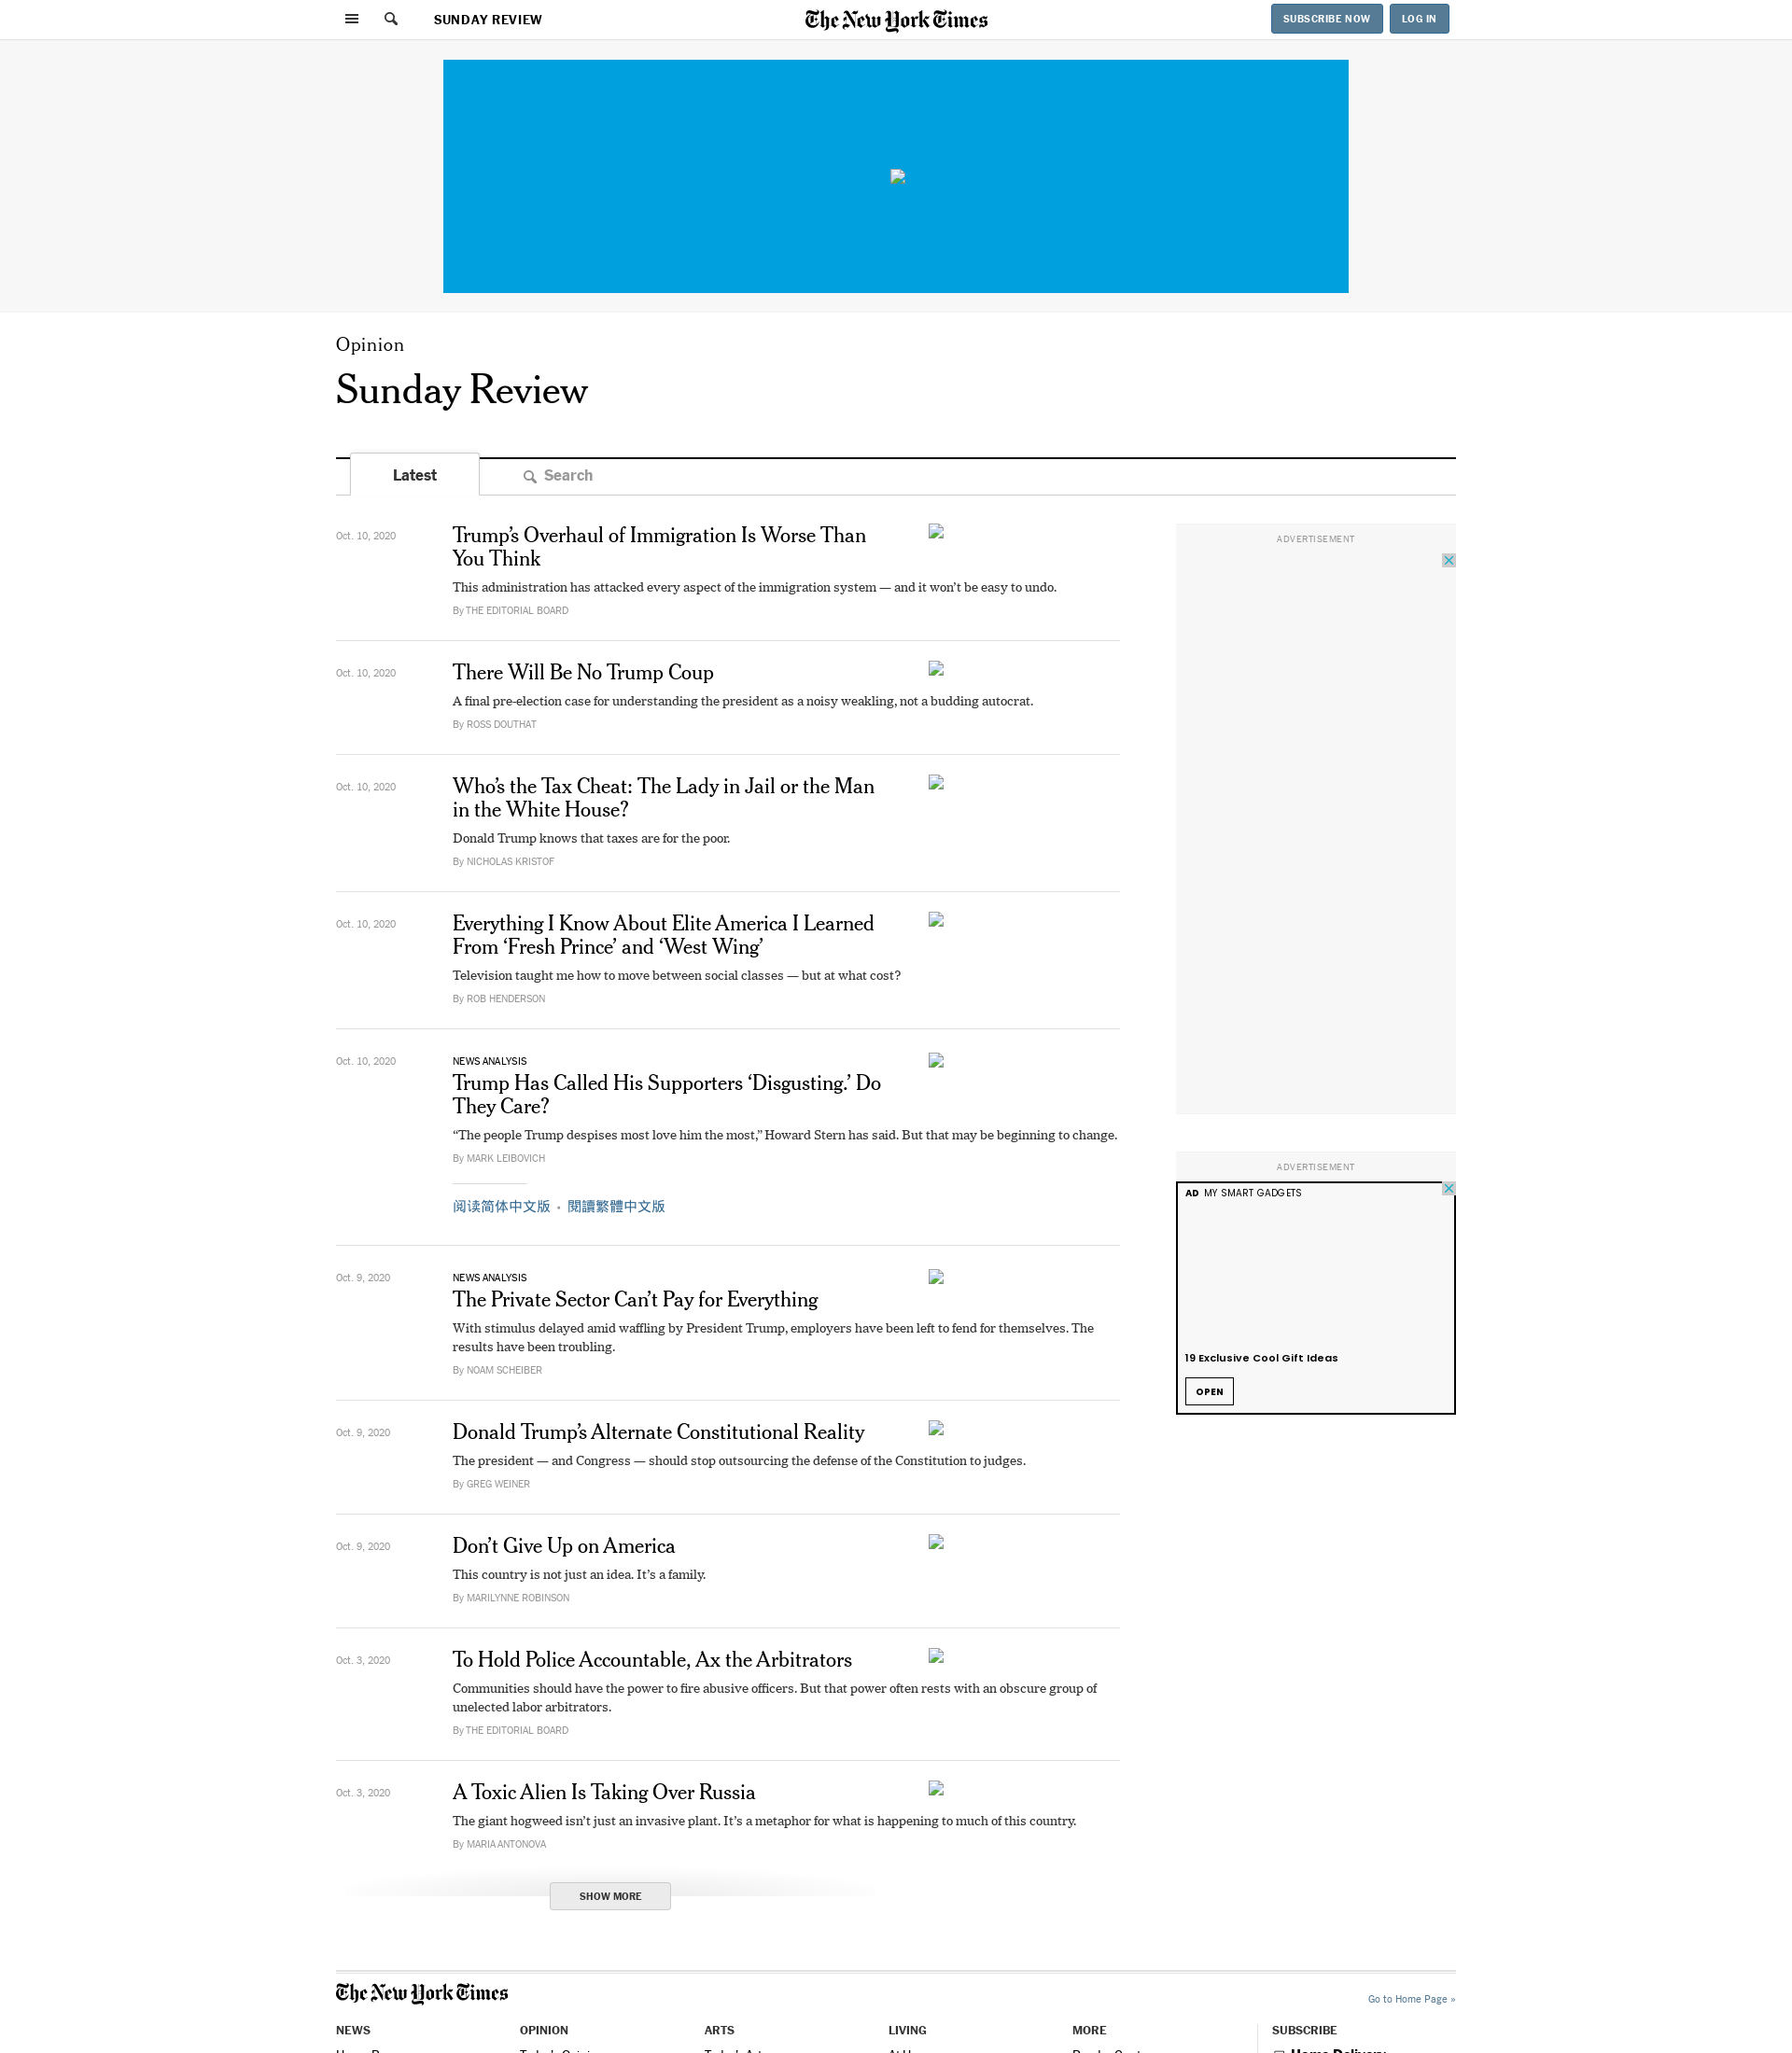 SUNDAY REVIEW
The New York Times
SUBSCRIBE NOW
LOG IN
Opinion
Sunday Review
Latest
Search
Oct. 10, 2020
Trump’s Overhaul of Immigration Is Worse Than
You Think
This administration has attacked every aspect of the immigration system — and it won’t be easy to undo.
By THE EDITORIAL BOARD
Oct. 10, 2020
There Will Be No Trump Coup
A final pre-election case for understanding the president as a noisy weakling, not a budding autocrat.
By ROSS DOUTHAT
Oct. 10, 2020
Who’s the Tax Cheat: The Lady in Jail or the Man
in the White House?
Donald Trump knows that taxes are for the poor.
By NICHOLAS KRISTOF
Oct. 10, 2020
Everything I Know About Elite America I Learned
From ‘Fresh Prince’ and ‘West Wing’
Television taught me how to move between social classes — but at what cost?
By ROB HENDERSON
Oct. 10, 2020
NEWS ANALYSIS
Trump Has Called His Supporters ‘Disgusting.’ Do
They Care?
“The people Trump despises most love him the most,” Howard Stern has said. But that may be beginning to change.
By MARK LEIBOVICH
阅读简体中文版 • 閱讀繁體中文版
Oct. 9, 2020
NEWS ANALYSIS
The Private Sector Can’t Pay for Everything
With stimulus delayed amid waffling by President Trump, employers have been left to fend for themselves. The
results have been troubling.
By NOAM SCHEIBER
Oct. 9, 2020
Donald Trump’s Alternate Constitutional Reality
The president — and Congress — should stop outsourcing the defense of the Constitution to judges.
By GREG WEINER
Oct. 9, 2020
Don’t Give Up on America
This country is not just an idea. It’s a family.
By MARILYNNE ROBINSON
Oct. 3, 2020
To Hold Police Accountable, Ax the Arbitrators
Communities should have the power to fire abusive officers. But that power often rests with an obscure group of
unelected labor arbitrators.
By THE EDITORIAL BOARD
Oct. 3, 2020
A Toxic Alien Is Taking Over Russia
The giant hogweed isn’t just an invasive plant. It’s a metaphor for what is happening to much of this country.
By MARIA ANTONOVA
SHOW MORE
ADVERTISEMENT
ADVERTISEMENT
AD MY SMART GADGETS
19 Exclusive Cool Gift Ideas
OPEN
The New York Times
Go to Home Page »
NEWS
OPINION
ARTS
LIVING
MORE
SUBSCRIBE